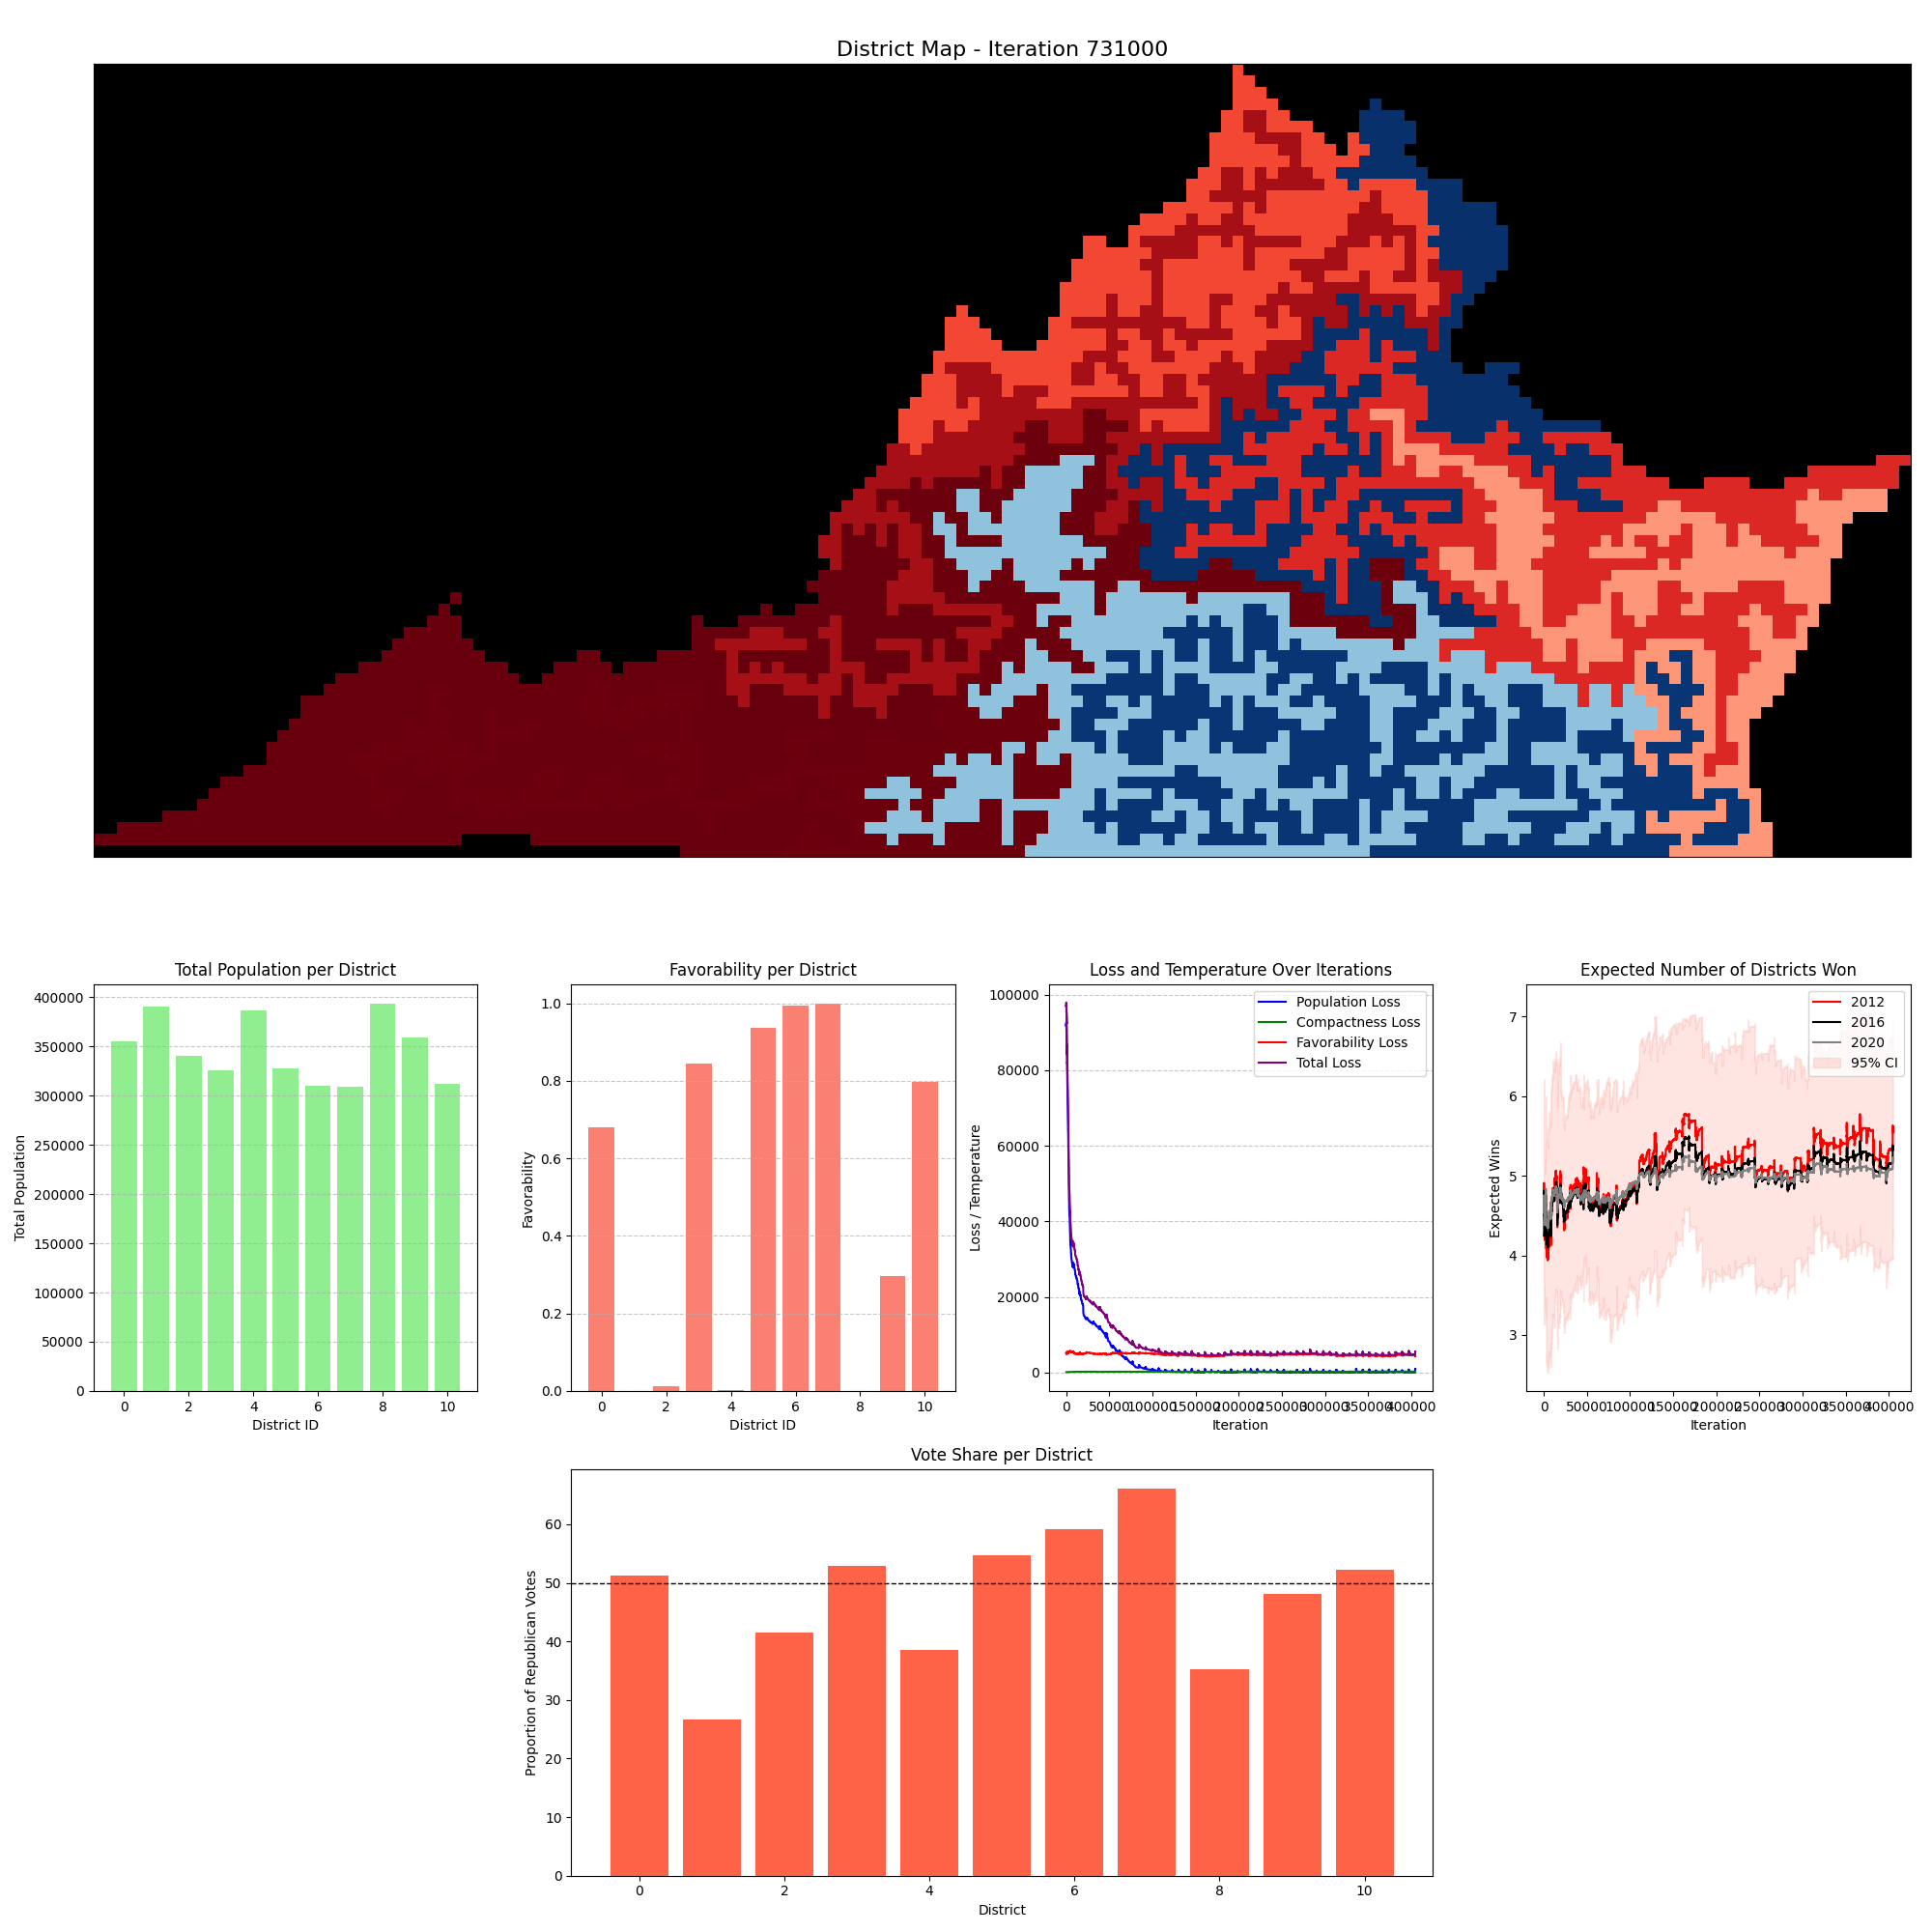 District Map - Iteration 731000
Total Population per District
Total Population
400000
350000
300000
250000
200000
150000
100000
50000
0
0 2 4 6 8 10
District ID
Favorability per District
Favorability
1.0
0.8
0.6
0.4
0.2
0.0
0 2 4 6 8 10
District ID
Loss and Temperature Over Iterations
Loss / Temperature
100000
80000
60000
40000
20000
0
Population Loss
Compactness Loss
Favorability Loss
Total Loss
0 50000 100000 150000 200000 250000 300000 350000 400000
Iteration
Expected Number of Districts Won
Expected Wins
7
6
5
4
3
2012
2016
2020
95% CI
0 50000 100000 150000 200000 250000 300000 350000 400000
Iteration
Vote Share per District
Proportion of Republican Votes
60
50
40
30
20
10
0
0 2 4 6 8 10
District